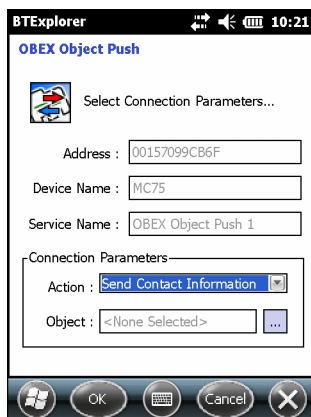 BTExplorer 10:21
OBEX Object Push
Select Connection Parameters...
Address : 00157099CB6F
Device Name : MC75
Service Name : OBEX Object Push 1
Connection Parameters
Action : Send Contact Information
Object : <None Selected> ...
OK Cancel